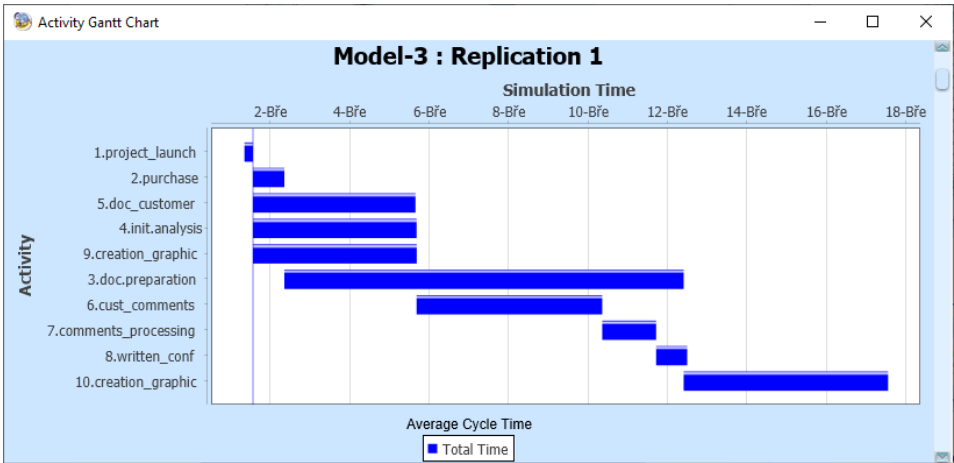 Activity Gantt Chart
Model-3 : Replication 1
Simulation Time
2-Bře 4-Bře 6-Bře 8-Bře 10-Bře 12-Bře 14-Bře 16-Bře 18-Bře
Activity
1.project_launch
2.purchase
5.doc_customer
4.init.analysis
9.creation_graphic
3.doc.preparation
6.cust_comments
7.comments_processing
8.written_conf
10.creation_graphic
Average Cycle Time
Total Time